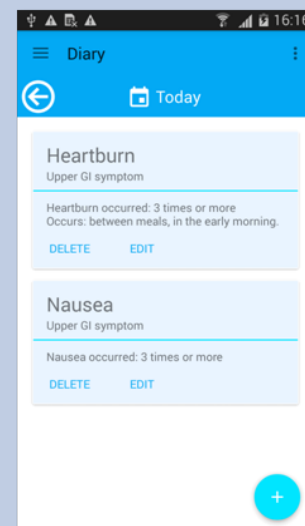 16:16
Diary
Today
Heartburn
Upper GI symptom
Heartburn occurred: 3 times or more
Occurs: between meals, in the early morning.
DELETE EDIT
Nausea
Upper GI symptom
Nausea occurred: 3 times or more
DELETE EDIT
+